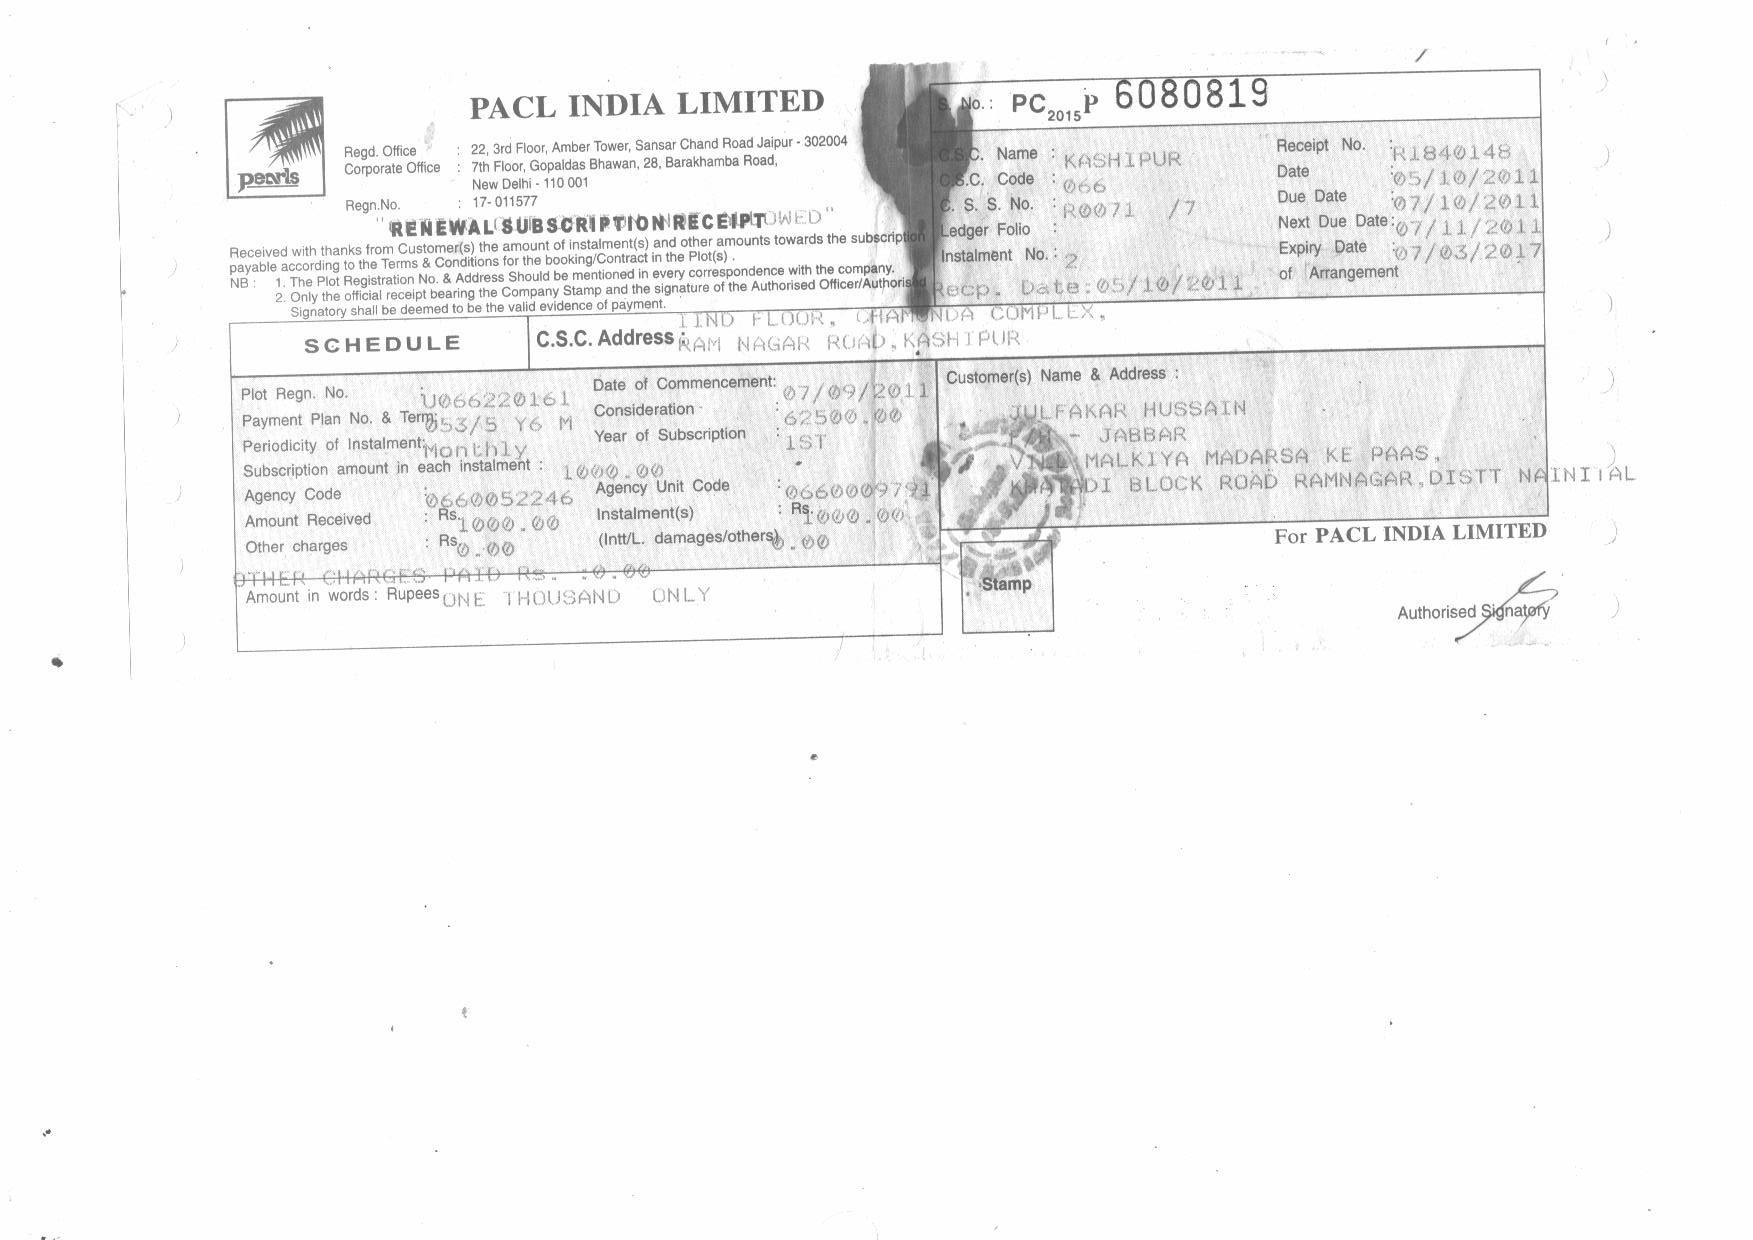 pearls
PACL INDIA LIMITED
Regd. Office : 22, 3rd Floor, Amber Tower, Sansar Chand Road Jaipur - 302004
Corporate Office : 7th Floor, Gopaldas Bhawan, 28, Barakhamba Road,
New Delhi - 110 001
Regn.No. : 17- 011577
"RENEWAL SUBSCRIPTION RECEIPT"
Received with thanks from Customer(s) the amount of instalment(s) and other amounts towards the subscription
payable according to the Terms & Conditions for the booking/Contract in the Plot(s) .
NB : 1. The Plot Registration No. & Address Should be mentioned in every correspondence with the company.
2. Only the official receipt bearing the Company Stamp and the signature of the Authorised Officer/Authorised
Signatory shall be deemed to be the valid evidence of payment.
S. No. : PC2015P 6080819
C.S.C. Name : KASHIPUR
C.S.C. Code : 066
C. S. S. No. : R0071 /7
Ledger Folio :
Instalment No. : 2
Recp. Date:05/10/2011
Receipt No. :R1840148
Date :05/10/2011
Due Date :07/10/2011
Next Due Date :07/11/2011
Expiry Date :07/03/2017
of Arrangement
SCHEDULE
C.S.C. Address : IIND FLOOR, CHAMUNDA COMPLEX,
RAM NAGAR ROAD,KASHIPUR
Plot Regn. No. : U066220161
Date of Commencement: 07/09/2011
Payment Plan No. & Term: 053/5 Y6 M
Consideration : 62500.00
Periodicity of Instalment: Monthly
Year of Subscription : 1ST
Subscription amount in each instalment : 1000.00
Agency Code : 0660052246
Agency Unit Code : 0660009791
Amount Received : Rs. 1000.00
Instalment(s) : Rs. 1000.00
Other charges : Rs. 0.00
(Intt/L. damages/others) .00
OTHER CHARGES PAID RS. :0.00
Amount in words : Rupees ONE THOUSAND ONLY
Customer(s) Name & Address :
JULFAKAR HUSSAIN
- JABBAR
MALKIYA MADARSA KE PAAS,
KHATADI BLOCK ROAD RAMNAGAR,DISTT NAINITAL
For PACL INDIA LIMITED
Stamp
Authorised Signatory